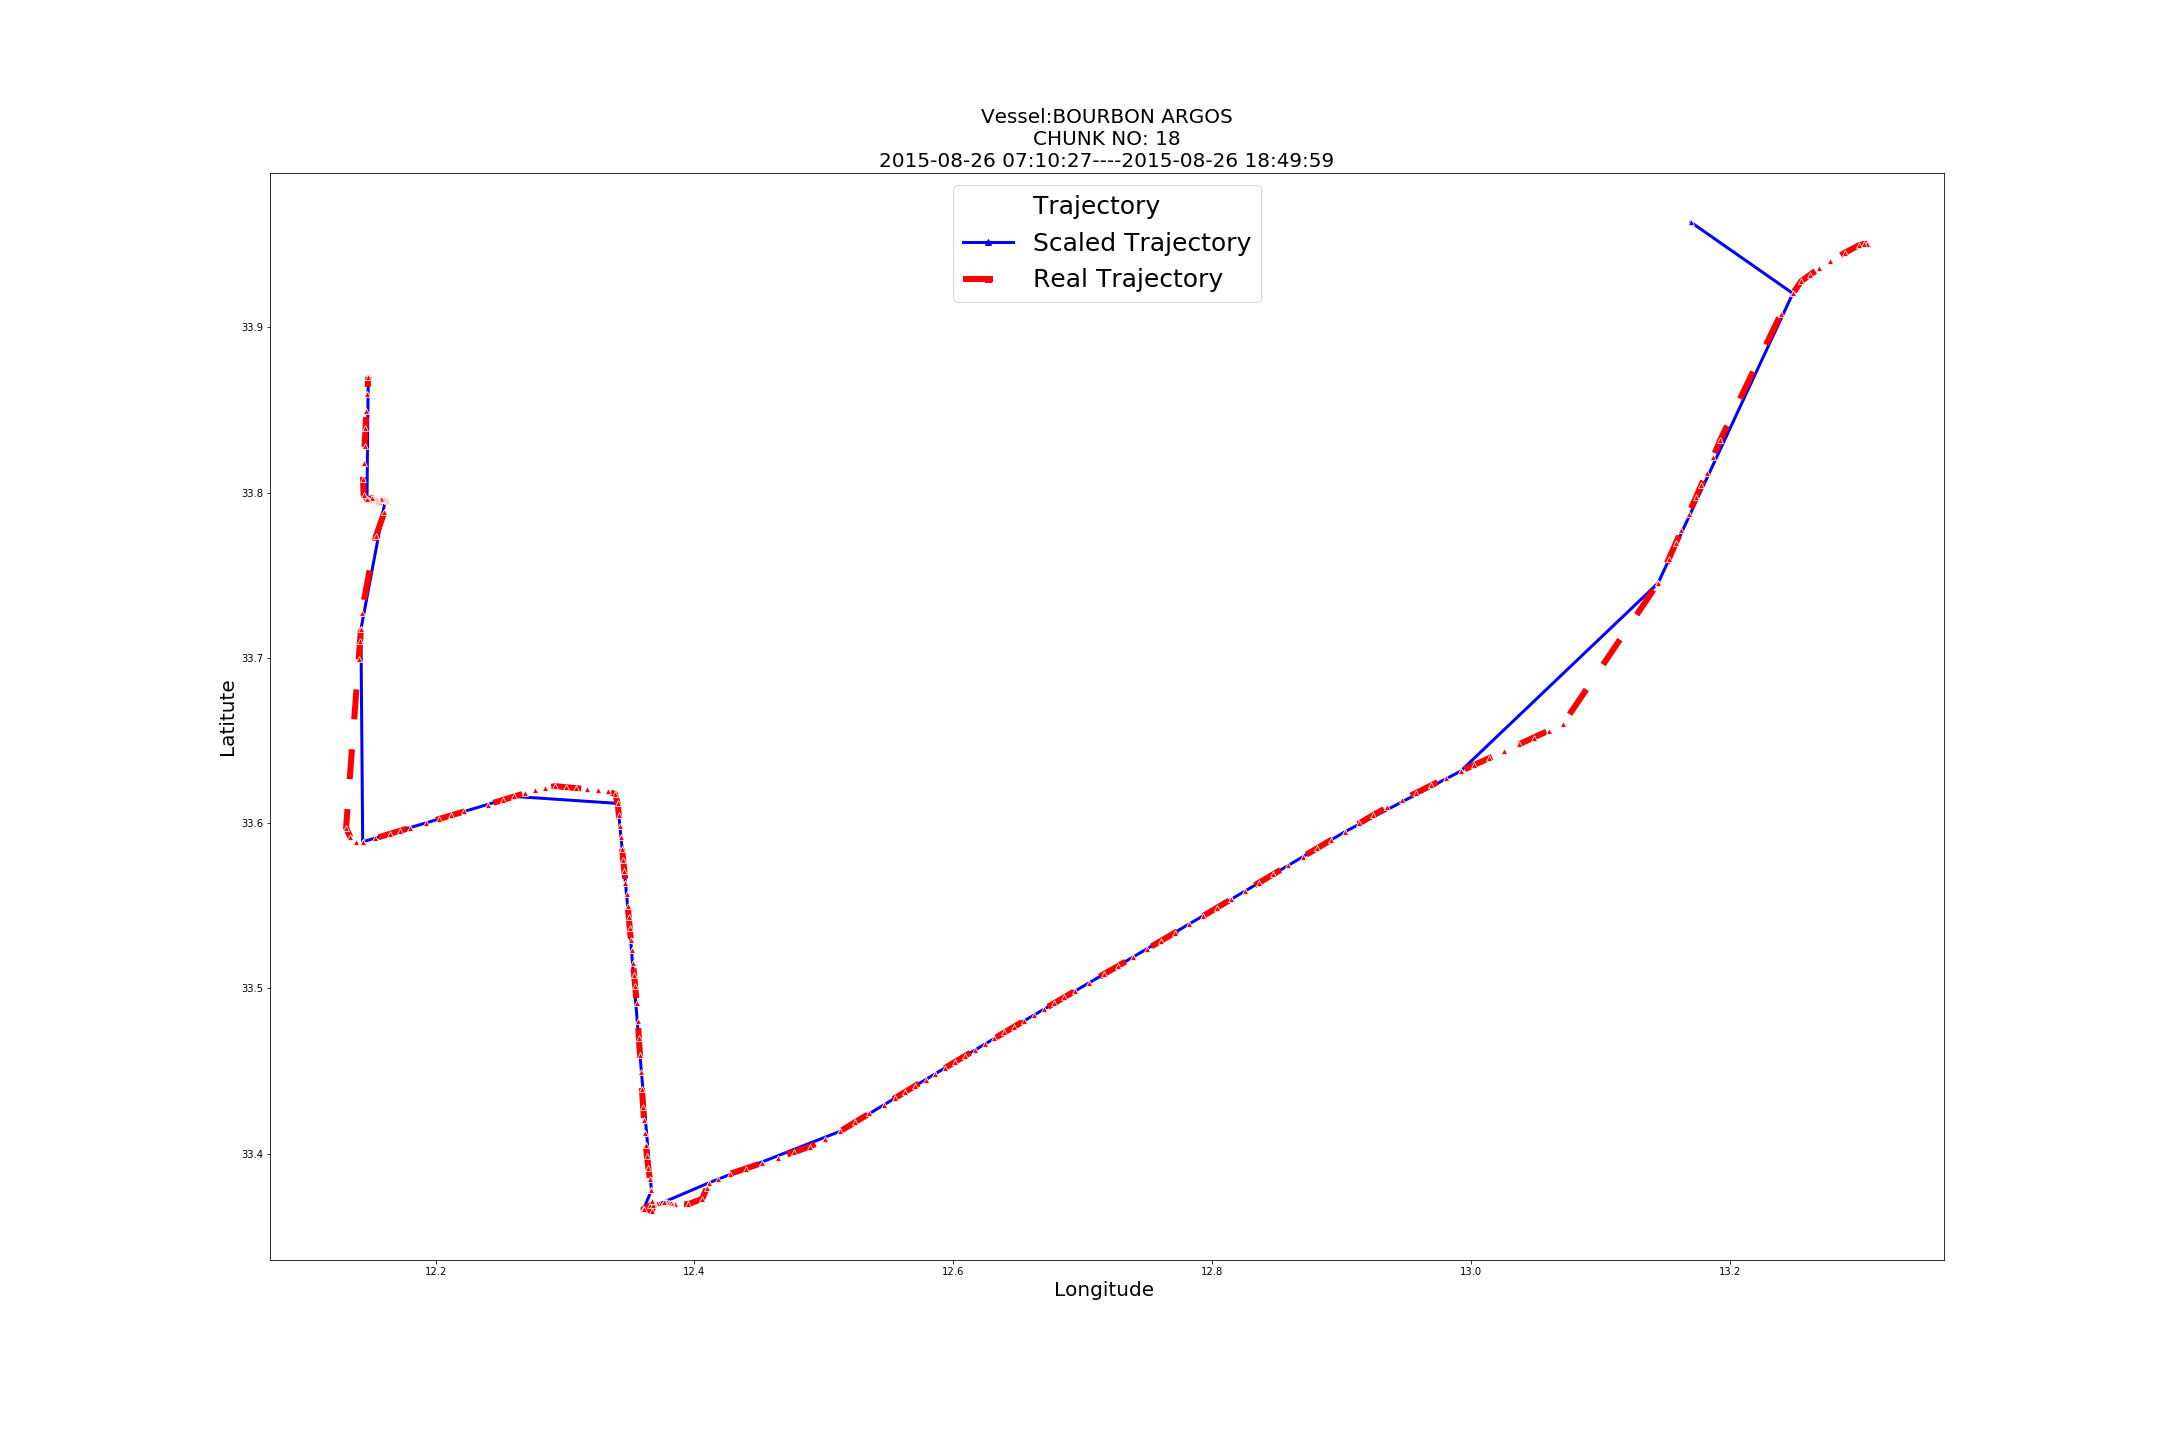 Vessel:BOURBON ARGOS
CHUNK NO: 18
2015-08-26 07:10:27----2015-08-26 18:49:59
Trajectory
Scaled Trajectory
Real Trajectory
33.9
33.8
33.7
33.6
33.5
33.4
Latitute
12.2 12.4 12.6 12.8 13.0 13.2
Longitude